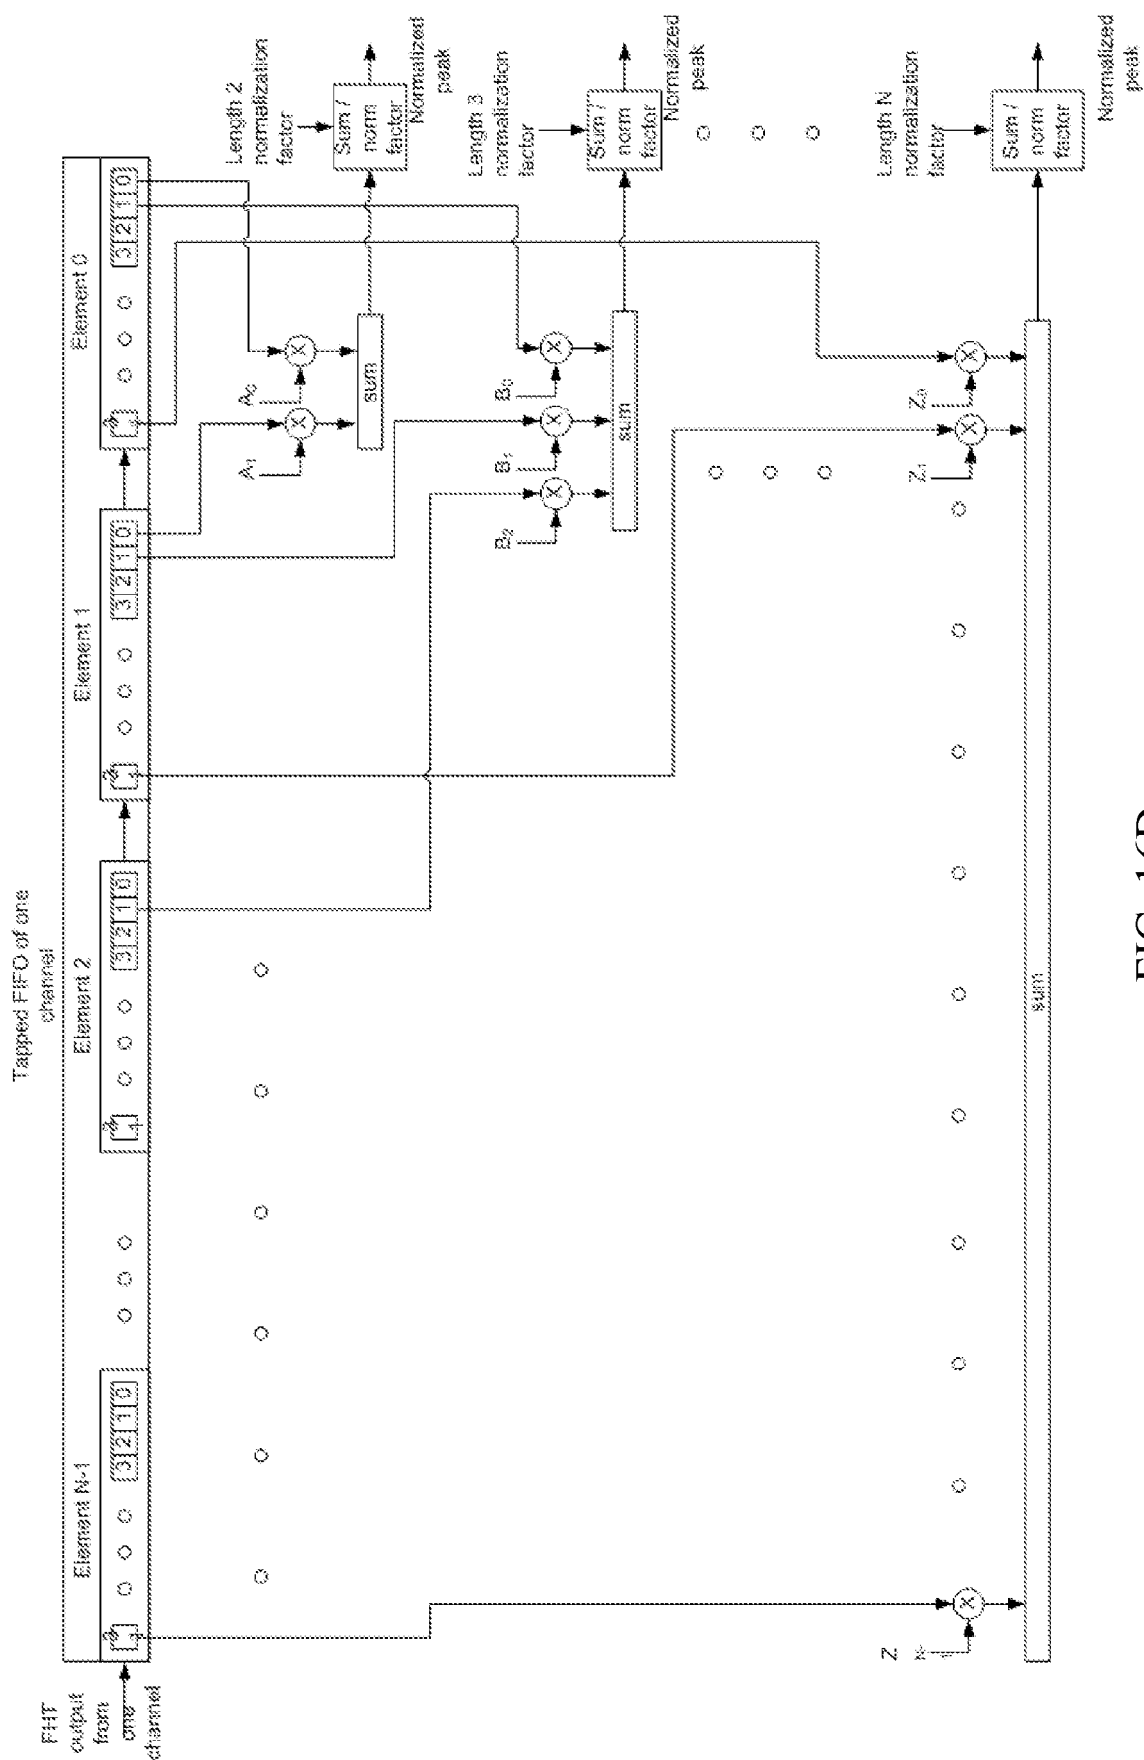 Tapped FIFO of one
channel
FHT
output
from
one
channel
Element N-1
Element 2
Element 1
Element 0
3 2 1 0
3 2 1 0
3 2 1 0
3 2 1 0
A1
A0
sum
Length 2
normalization
factor
Sum /
norm
factor
Normalized
peak
B2
B1
B0
sum
Length 3
normalization
factor
Sum /
norm
factor
Normalized
peak
Z
Z1
Z0
sum
Length N
normalization
factor
Sum /
norm
factor
Normalized
peak
X
X
X
X
X
X
X
X